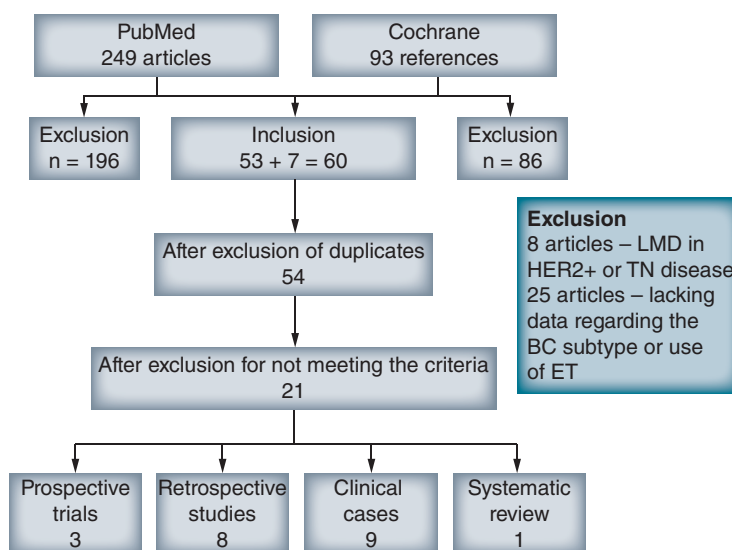 PubMed
249 articles
Cochrane
93 references
Exclusion
n = 196
Inclusion
53 + 7 = 60
Exclusion
n = 86
Exclusion
8 articles – LMD in
HER2+ or TN disease
25 articles – lacking
data regarding the
BC subtype or use
of ET
After exclusion of duplicates
54
After exclusion for not meeting the criteria
21
Prospective
trials
3
Retrospective
studies
8
Clinical
cases
9
Systematic
review
1